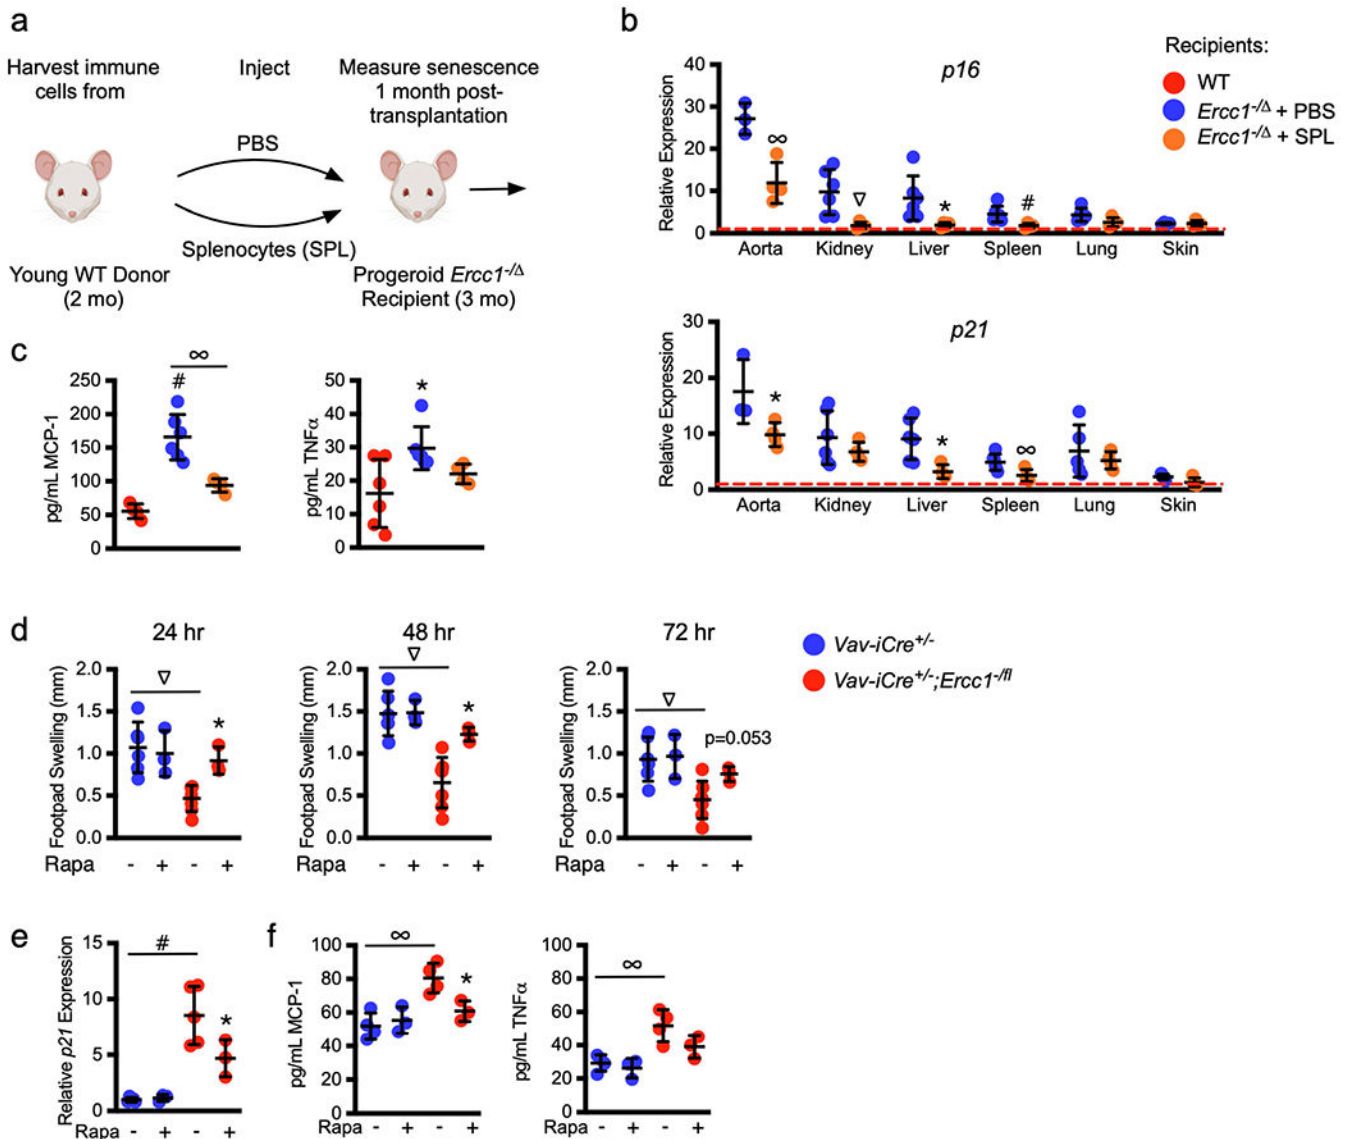 a
Harvest immune
cells from
Inject
Measure senescence
1 month post-
transplantation
PBS
Splenocytes (SPL)
Young WT Donor
(2 mo)
Progeroid Ercc1-/Δ
Recipient (3 mo)
b
Recipients:
WT
Ercc1-/Δ + PBS
Ercc1-/Δ + SPL
p16
Relative Expression
40
30
20
10
0
∞
∇
*
#
Aorta Kidney Liver Spleen Lung Skin
p21
Relative Expression
30
20
10
0
*
*
∞
Aorta Kidney Liver Spleen Lung Skin
c
pg/mL MCP-1
250
200
150
100
50
0
∞
#
pg/mL TNFα
50
40
30
20
10
0
*
d
24 hr
Footpad Swelling (mm)
2.0
1.5
1.0
0.5
0.0
∇
*
Rapa - + - +
48 hr
Footpad Swelling (mm)
2.0
1.5
1.0
0.5
0.0
∇
*
- + - +
72 hr
Footpad Swelling (mm)
2.0
1.5
1.0
0.5
0.0
∇
p=0.053
- + - +
Vav-iCre+/-
Vav-iCre+/-;Ercc1-/fl
e
Relative p21 Expression
15
10
5
0
#
*
Rapa - + - +
f
pg/mL MCP-1
100
80
60
40
20
0
∞
*
Rapa - + - +
pg/mL TNFα
100
80
60
40
20
0
∞
- + - +